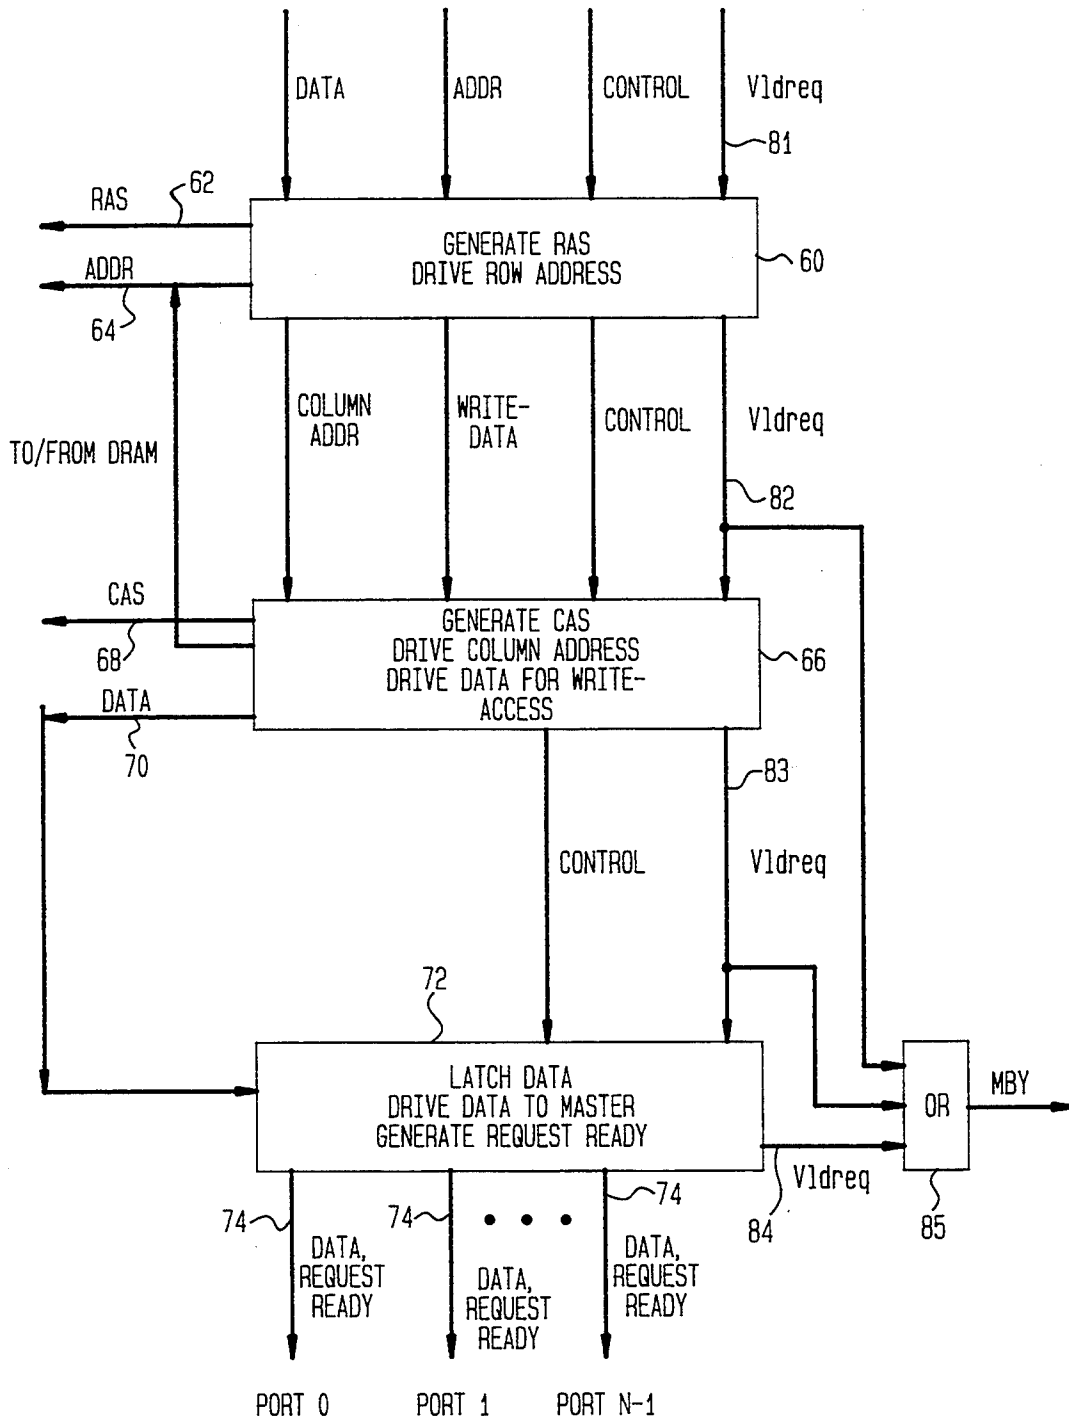 DATA
ADDR
CONTROL
Vldreq
81
RAS
62
GENERATE RAS
DRIVE ROW ADDRESS
60
ADDR
64
COLUMN
ADDR
WRITE-
DATA
CONTROL
Vldreq
TO/FROM DRAM
82
CAS
68
GENERATE CAS
DRIVE COLUMN ADDRESS
DRIVE DATA FOR WRITE-
ACCESS
66
DATA
70
83
CONTROL
Vldreq
72
LATCH DATA
DRIVE DATA TO MASTER
GENERATE REQUEST READY
OR
MBY
Vldreq
84
85
74
74
74
DATA,
REQUEST
READY
DATA,
REQUEST
READY
DATA,
REQUEST
READY
PORT 0
PORT 1
PORT N-1